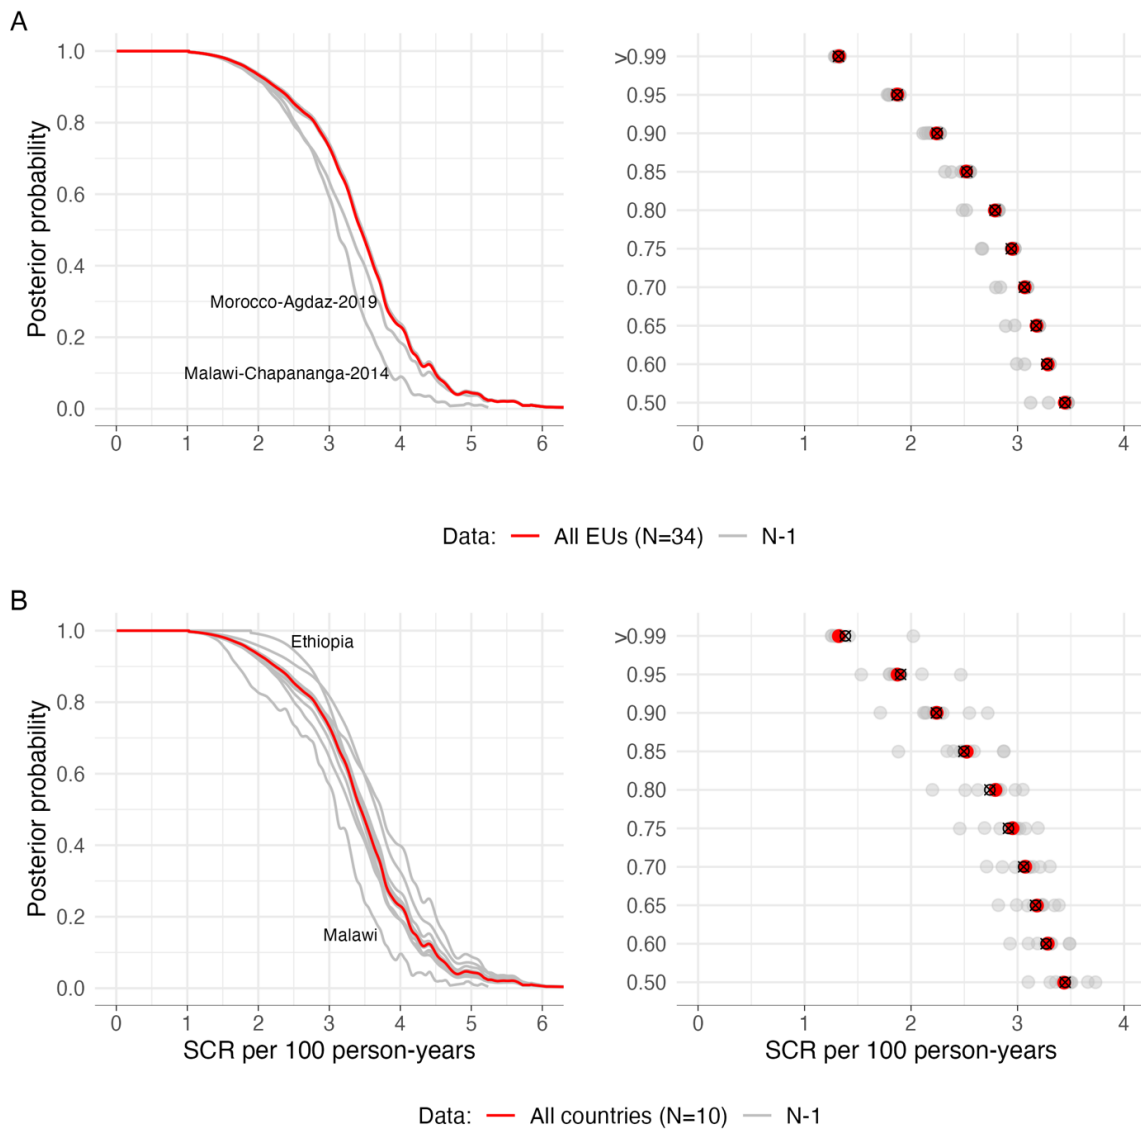 A
Posterior probability
1.0
0.8
0.6
0.4
0.2
0.0
Morocco-Agdaz-2019
Malawi-Chapananga-2014
0 1 2 3 4 5 6
>0.99
0.95
0.90
0.85
0.80
0.75
0.70
0.65
0.60
0.50
0 1 2 3 4
Data: All EUs (N=34) N-1
B
Posterior probability
1.0
0.8
0.6
0.4
0.2
0.0
Ethiopia
Malawi
0 1 2 3 4 5 6
SCR per 100 person-years
>0.99
0.95
0.90
0.85
0.80
0.75
0.70
0.65
0.60
0.50
0 1 2 3 4
SCR per 100 person-years
Data: All countries (N=10) N-1